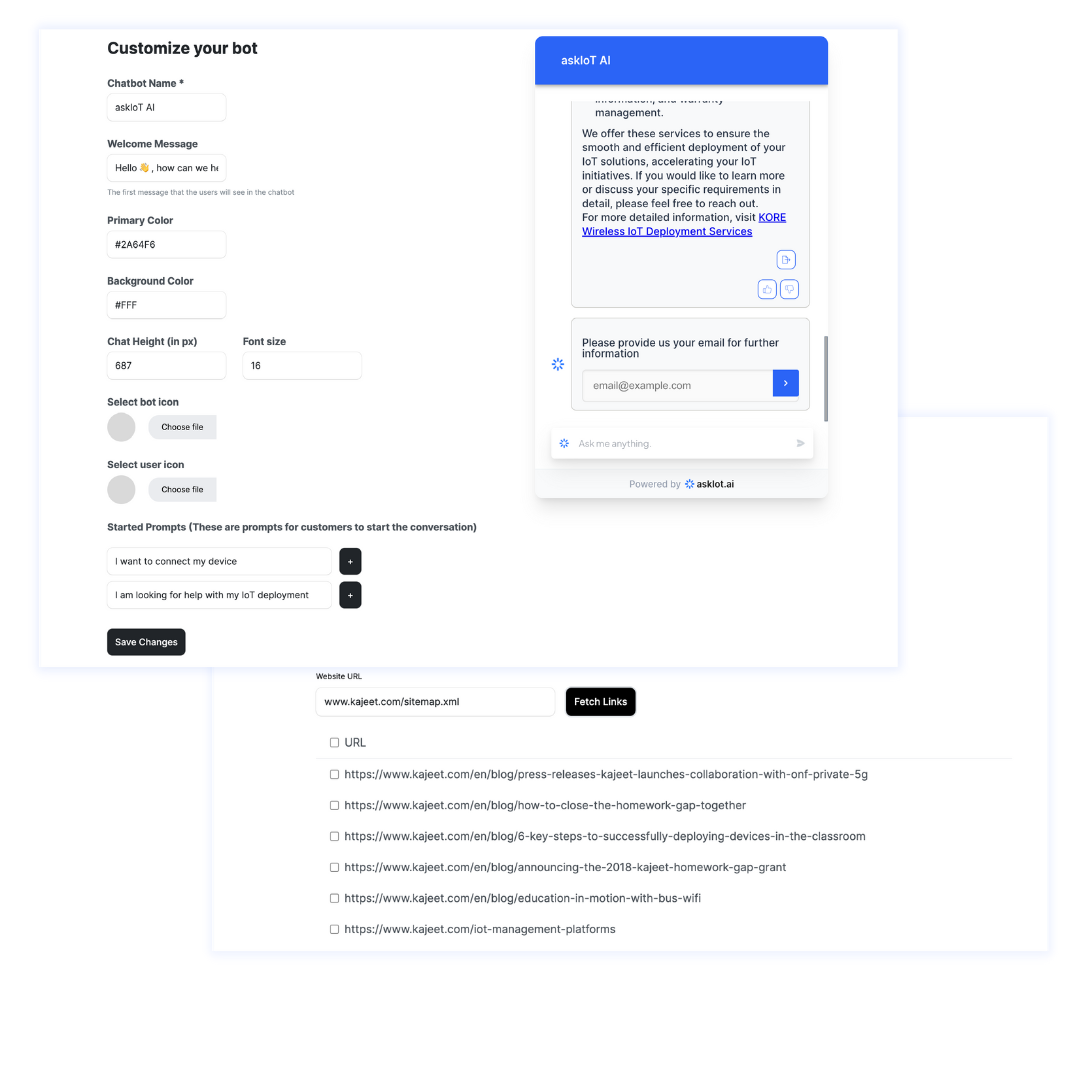 Customize your bot
Chatbot Name *
askIoT AI
Welcome Message
Hello 👋 , how can we he
The first message that the users will see in the chatbot
Primary Color
#2A64F6
Background Color
#FFF
Chat Height (in px)
Font size
687
16
Select bot icon
Choose file
Select user icon
Choose file
Started Prompts (These are prompts for customers to start the conversation)
I want to connect my device
+
I am looking for help with my IoT deployment
+
Save Changes
askIoT AI
information, and warranty
management.
We offer these services to ensure the
smooth and efficient deployment of your
IoT solutions, accelerating your IoT
initiatives. If you would like to learn more
or discuss your specific requirements in
detail, please feel free to reach out.
For more detailed information, visit KORE
Wireless IoT Deployment Services
Please provide us your email for further
information
email@example.com
Ask me anything.
Powered by askIot.ai
Website URL
www.kajeet.com/sitemap.xml
Fetch Links
URL
https://www.kajeet.com/en/blog/press-releases-kajeet-launches-collaboration-with-onf-private-5g
https://www.kajeet.com/en/blog/how-to-close-the-homework-gap-together
https://www.kajeet.com/en/blog/6-key-steps-to-successfully-deploying-devices-in-the-classroom
https://www.kajeet.com/en/blog/announcing-the-2018-kajeet-homework-gap-grant
https://www.kajeet.com/en/blog/education-in-motion-with-bus-wifi
https://www.kajeet.com/iot-management-platforms